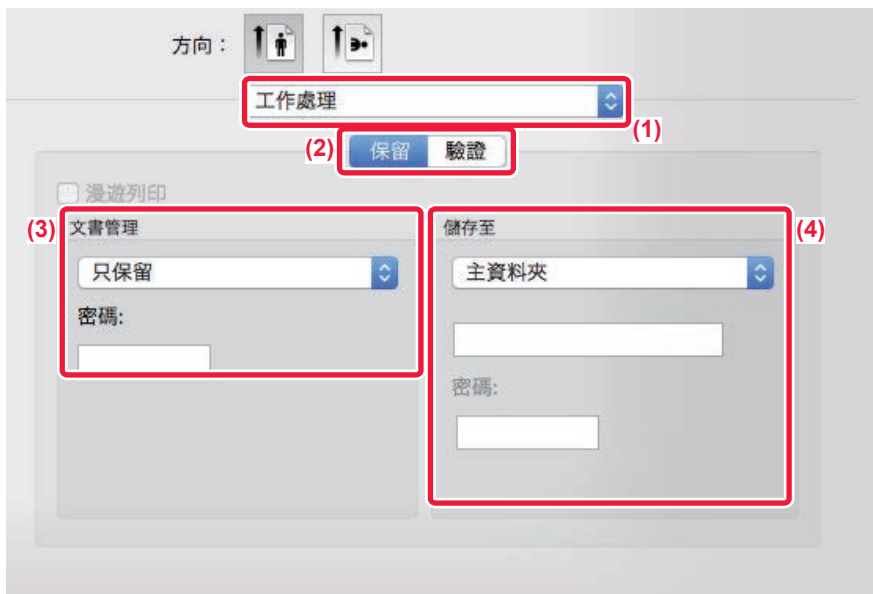 方向：
工作處理
(1)
(2)
保留 驗證
漫遊列印
(3)
文書管理
只保留
密碼:
儲存至
(4)
主資料夾
密碼: